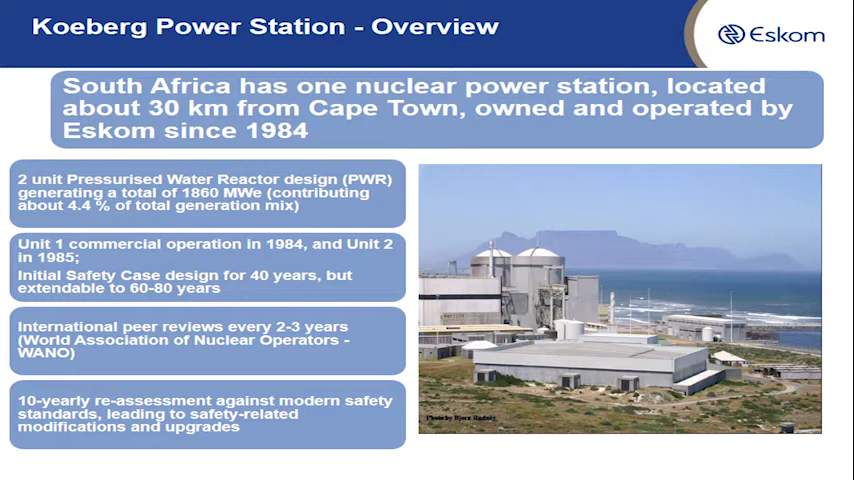 Koeberg Power Station - Overview
Eskom
South Africa has one nuclear power station, located
about 30 km from Cape Town, owned and operated by
Eskom since 1984
2 unit Pressurised Water Reactor design (PWR)
generating a total of 1860 MWe (contributing
about 4.4 % of total generation mix)
Unit 1 commercial operation in 1984, and Unit 2
in 1985;
Initial Safety Case design for 40 years, but
extendable to 60-80 years
International peer reviews every 2-3 years
(World Association of Nuclear Operators -
WANO)
10-yearly re-assessment against modern safety
standards, leading to safety-related
modifications and upgrades
Photo by Bjorn Rudner